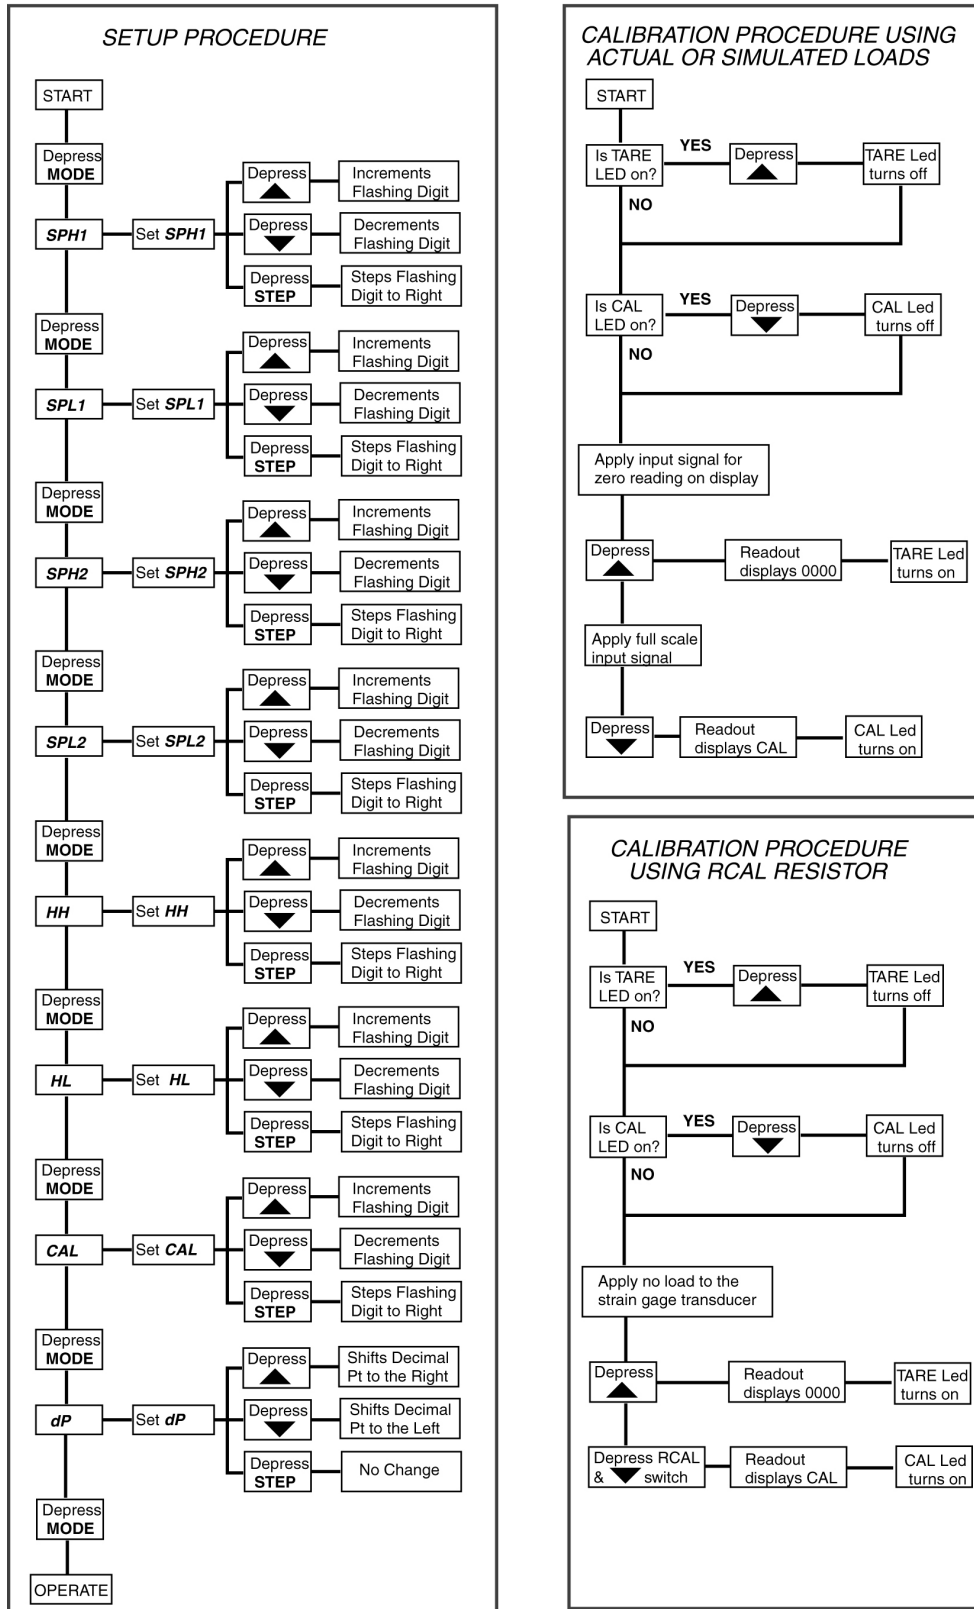 SETUP PROCEDURE
START
Depress
MODE
SPH1
Set SPH1
Depress
Increments
Flashing Digit
Depress
Decrements
Flashing Digit
Depress
STEP
Steps Flashing
Digit to Right
Depress
MODE
SPL1
Set SPL1
Depress
Increments
Flashing Digit
Depress
Decrements
Flashing Digit
Depress
STEP
Steps Flashing
Digit to Right
Depress
MODE
SPH2
Set SPH2
Depress
Increments
Flashing Digit
Depress
Decrements
Flashing Digit
Depress
STEP
Steps Flashing
Digit to Right
Depress
MODE
SPL2
Set SPL2
Depress
Increments
Flashing Digit
Depress
Decrements
Flashing Digit
Depress
STEP
Steps Flashing
Digit to Right
Depress
MODE
HH
Set HH
Depress
Increments
Flashing Digit
Depress
Decrements
Flashing Digit
Depress
STEP
Steps Flashing
Digit to Right
Depress
MODE
HL
Set HL
Depress
Increments
Flashing Digit
Depress
Decrements
Flashing Digit
Depress
STEP
Steps Flashing
Digit to Right
Depress
MODE
CAL
Set CAL
Depress
Increments
Flashing Digit
Depress
Decrements
Flashing Digit
Depress
STEP
Steps Flashing
Digit to Right
Depress
MODE
dP
Set dP
Depress
Shifts Decimal
Pt to the Right
Depress
Shifts Decimal
Pt to the Left
Depress
STEP
No Change
Depress
MODE
OPERATE
CALIBRATION PROCEDURE USING
ACTUAL OR SIMULATED LOADS
START
Is TARE
LED on?
YES
Depress
TARE Led
turns off
NO
Is CAL
LED on?
YES
Depress
CAL Led
turns off
NO
Apply input signal for
zero reading on display
Depress
Readout
displays 0000
TARE Led
turns on
Apply full scale
input signal
Depress
Readout
displays CAL
CAL Led
turns on
CALIBRATION PROCEDURE
USING RCAL RESISTOR
START
Is TARE
LED on?
YES
Depress
TARE Led
turns off
NO
Is CAL
LED on?
YES
Depress
CAL Led
turns off
NO
Apply no load to the
strain gage transducer
Depress
Readout
displays 0000
TARE Led
turns on
Depress RCAL
& switch
Readout
displays CAL
CAL Led
turns on